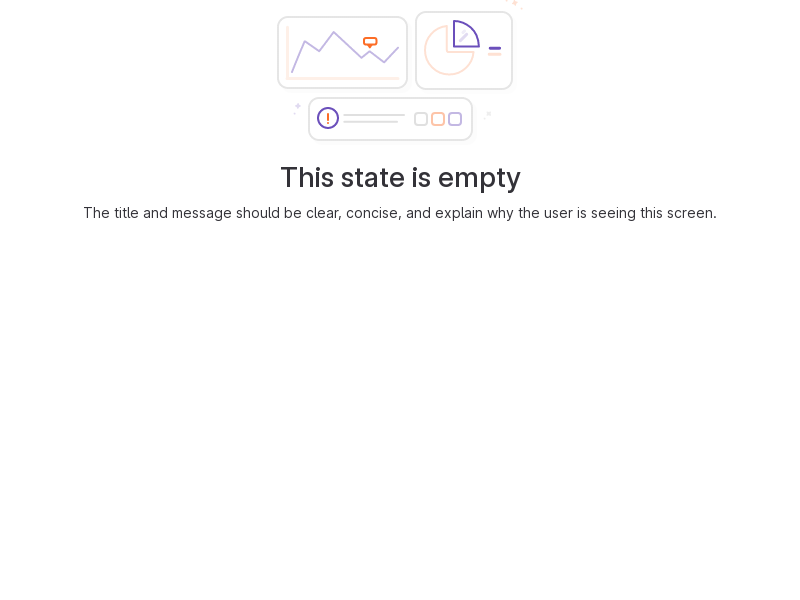 This state is empty
The title and message should be clear, concise, and explain why the user is seeing this screen.